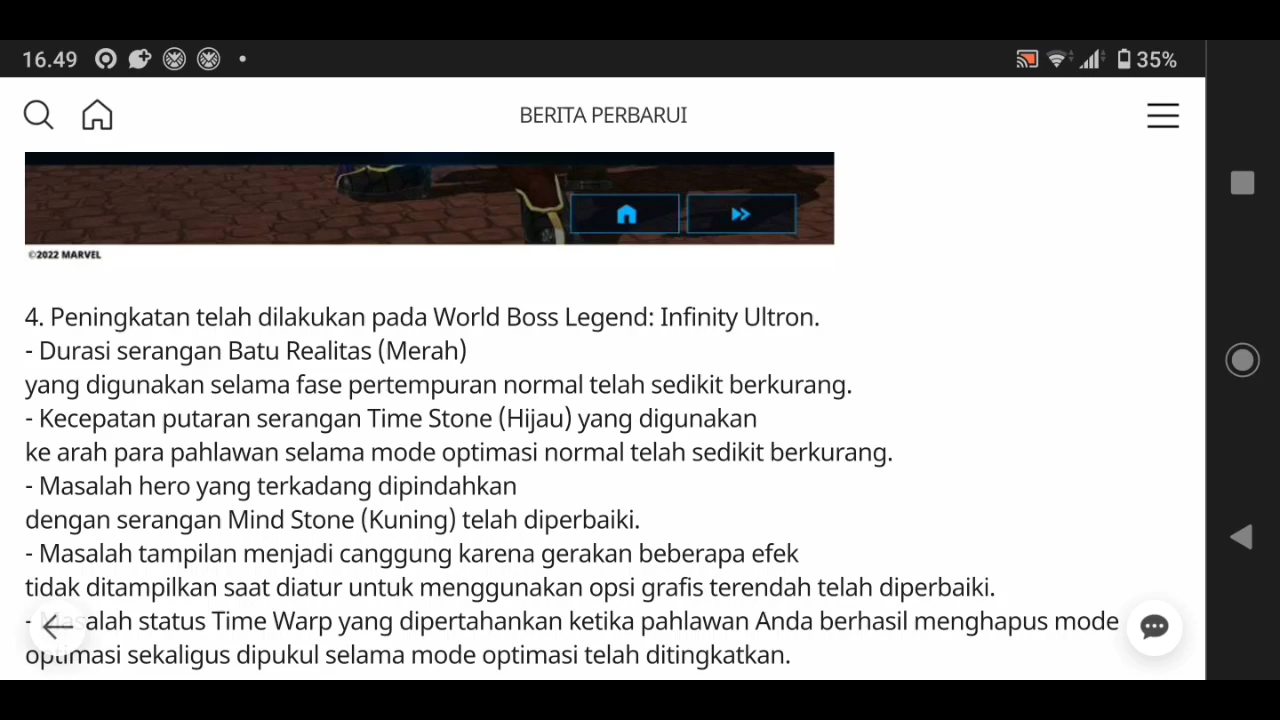 16.49
35%
BERITA PERBARUI
©2022 MARVEL
4. Peningkatan telah dilakukan pada World Boss Legend: Infinity Ultron.
- Durasi serangan Batu Realitas (Merah)
yang digunakan selama fase pertempuran normal telah sedikit berkurang.
- Kecepatan putaran serangan Time Stone (Hijau) yang digunakan
ke arah para pahlawan selama mode optimasi normal telah sedikit berkurang.
- Masalah hero yang terkadang dipindahkan
dengan serangan Mind Stone (Kuning) telah diperbaiki.
- Masalah tampilan menjadi canggung karena gerakan beberapa efek
tidak ditampilkan saat diatur untuk menggunakan opsi grafis terendah telah diperbaiki.
- Masalah status Time Warp yang dipertahankan ketika pahlawan Anda berhasil menghapus mode
optimasi sekaligus dipukul selama mode optimasi telah ditingkatkan.